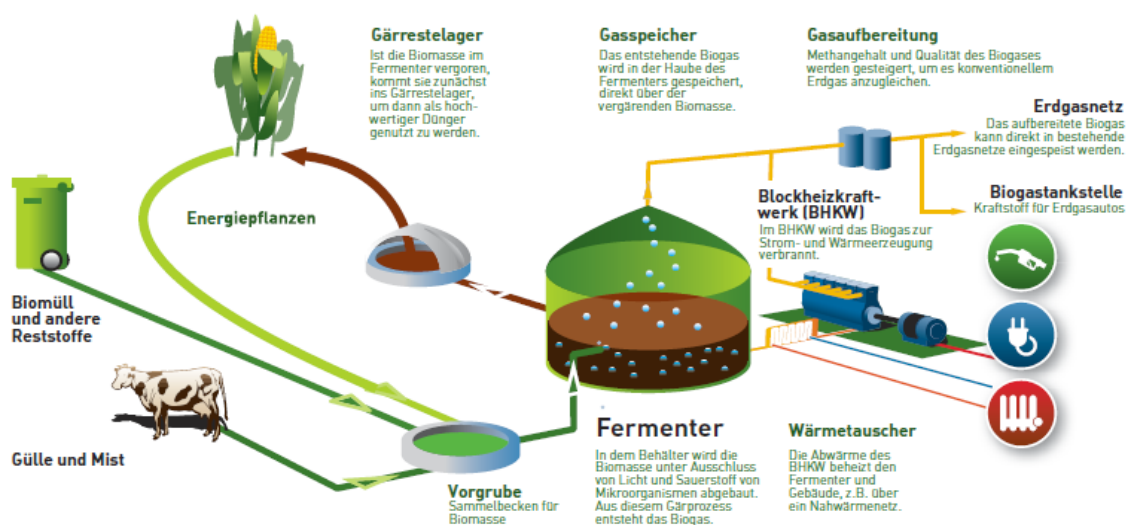 Gärrestelager
Ist die Biomasse im
Fermenter vergoren,
kommt sie zunächst
ins Gärrestelager,
um dann als hoch-
wertiger Dünger
genutzt zu werden.
Gasspeicher
Das entstehende Biogas
wird in der Haube des
Fermenters gespeichert,
direkt über der
vergärenden Biomasse.
Gasaufbereitung
Methangehalt und Qualität des Biogases
werden gesteigert, um es konventionellem
Erdgas anzugleichen.
Erdgasnetz
Das aufbereitete Biogas
kann direkt in bestehende
Erdgasnetze eingespeist werden.
Biogastankstelle
Kraftstoff für Erdgasautos
Blockheizkraft-
werk (BHKW)
Im BHKW wird das Biogas zur
Strom- und Wärmeerzeugung
verbrannt.
Energiepflanzen
Biomüll
und andere
Reststoffe
Gülle und Mist
Vorgrube
Sammelbecken für
Biomasse
Fermenter
In dem Behälter wird die
Biomasse unter Ausschluss
von Licht und Sauerstoff von
Mikroorganismen abgebaut.
Aus diesem Gärprozess
entsteht das Biogas.
Wärmetauscher
Die Abwärme des
BHKW beheizt den
Fermenter und
Gebäude, z.B. über
ein Nahwärmenetz.